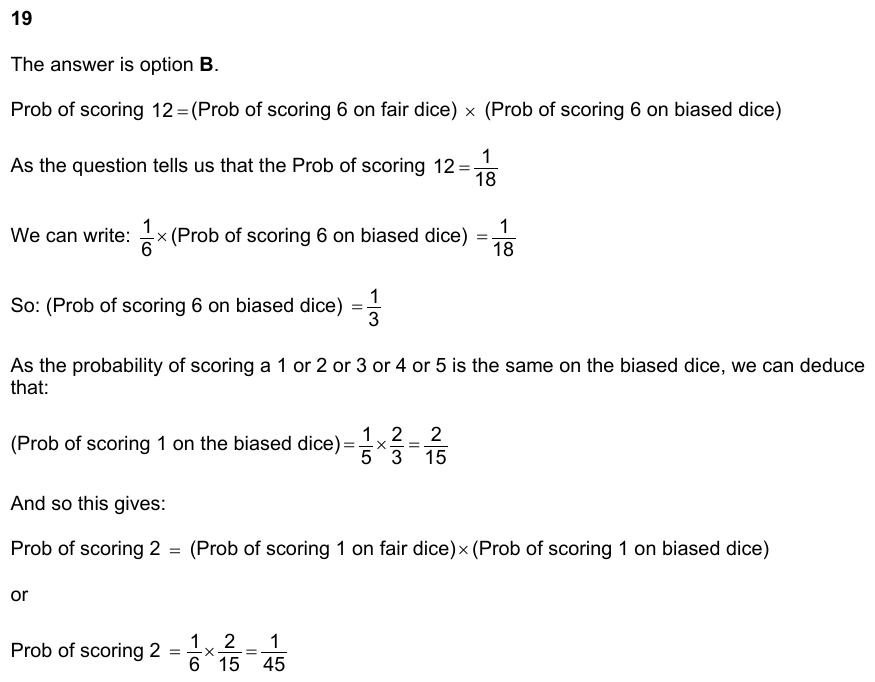 19
The answer is option B.
Prob of scoring 12 = (Prob of scoring 6 on fair dice) × (Prob of scoring 6 on biased dice)
As the question tells us that the Prob of scoring 12 = 1/18
We can write: 1/6 × (Prob of scoring 6 on biased dice) = 1/18
So: (Prob of scoring 6 on biased dice) = 1/3
As the probability of scoring a 1 or 2 or 3 or 4 or 5 is the same on the biased dice, we can deduce
that:
(Prob of scoring 1 on the biased dice) = 1/5 × 2/3 = 2/15
And so this gives:
Prob of scoring 2 = (Prob of scoring 1 on fair dice) × (Prob of scoring 1 on biased dice)
or
Prob of scoring 2 = 1/6 × 2/15 = 1/45